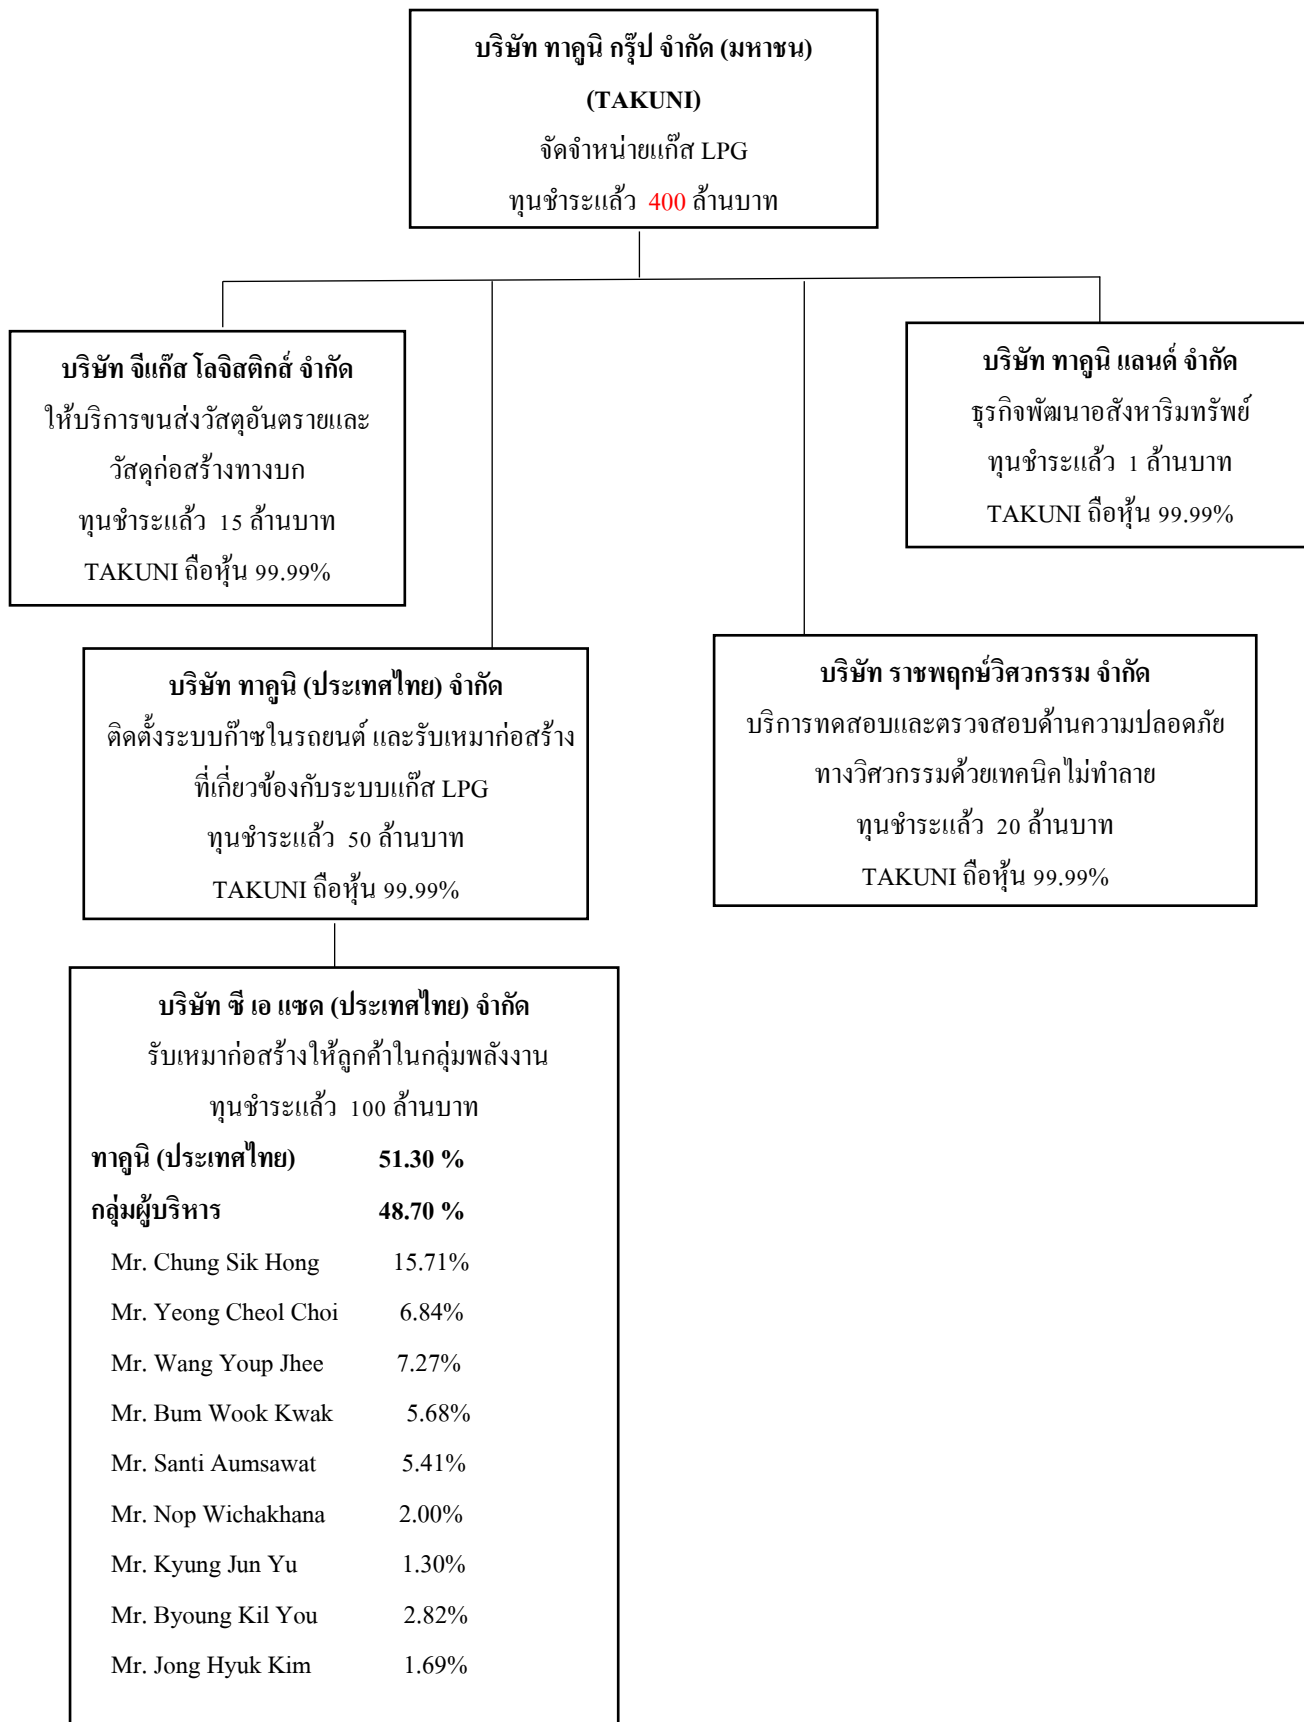 บริษัท ทาคูนิ กรุ๊ป จำกัด (มหาชน)
(TAKUNI)
จัดจำหน่ายแก๊ส LPG
ทุนชำระแล้ว 400 ล้านบาท
บริษัท จีแก๊ส โลจิสติกส์ จำกัด
ให้บริการขนส่งวัสตุอันตรายและ
วัสดุก่อสร้างทางบก
ทุนชำระแล้ว 15 ล้านบาท
TAKUNI ถือหุ้น 99.99%
บริษัท ทาคูนิ แลนด์ จำกัด
ธุรกิจพัฒนาอสังหาริมทรัพย์
ทุนชำระแล้ว 1 ล้านบาท
TAKUNI ถือหุ้น 99.99%
บริษัท ทาคูนิ (ประเทศไทย) จำกัด
ติดตั้งระบบก๊าซในรถยนต์ และรับเหมาก่อสร้าง
ที่เกี่ยวข้องกับระบบแก๊ส LPG
ทุนชำระแล้ว 50 ล้านบาท
TAKUNI ถือหุ้น 99.99%
บริษัท ราชพฤกษ์วิศวกรรม จำกัด
บริการทดสอบและตรวจสอบด้านความปลอดภัย
ทางวิศวกรรมด้วยเทคนิคไม่ทำลาย
ทุนชำระแล้ว 20 ล้านบาท
TAKUNI ถือหุ้น 99.99%
บริษัท ซี เอ แซด (ประเทศไทย) จำกัด
รับเหมาก่อสร้างให้ลูกค้าในกลุ่มพลังงาน
ทุนชำระแล้ว 100 ล้านบาท
ทาคูนิ (ประเทศไทย) 51.30 %
กลุ่มผู้บริหาร 48.70 %
Mr. Chung Sik Hong 15.71%
Mr. Yeong Cheol Choi 6.84%
Mr. Wang Youp Jhee 7.27%
Mr. Bum Wook Kwak 5.68%
Mr. Santi Aumsawat 5.41%
Mr. Nop Wichakhana 2.00%
Mr. Kyung Jun Yu 1.30%
Mr. Byoung Kil You 2.82%
Mr. Jong Hyuk Kim 1.69%